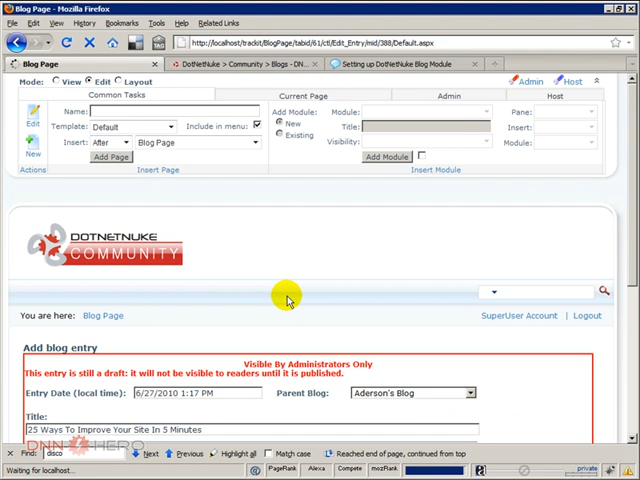 Blog Page - Mozilla Firefox
File Edit View History Bookmarks Tools Help Related Links
http://localhost/trackit/BlogPage/tabid/61/ctl/Edit_Entry/mid/388/Default.aspx
Blog Page
DotNetNuke > Community > Blogs - DN...
Setting up DotNetNuke Blog Module
Mode: View Edit Layout
Admin Host
Common Tasks Current Page Admin Host
Edit
New
Actions
Name:
Template: Default Include in menu:
Insert: After Blog Page
Add Page
Insert Page
Add Module: New Existing
Module:
Title:
Visibility:
Add Module
Insert Module
Pane:
Insert:
Module:
DOTNETNUKE
COMMUNITY
You are here: Blog Page
SuperUser Account | Logout
Add blog entry
Visible By Administrators Only
This entry is still a draft: it will not be visible to readers until it is published.
Entry Date (local time): 6/27/2010 1:17 PM Parent Blog: Aderson's Blog
Title:
25 Ways To Improve Your Site In 5 Minutes
DNN HERO
Find: disco Next Previous Highlight all Match case Reached end of page, continued from top
Waiting for localhost...
PageRank Alexa Compete mozRank
private